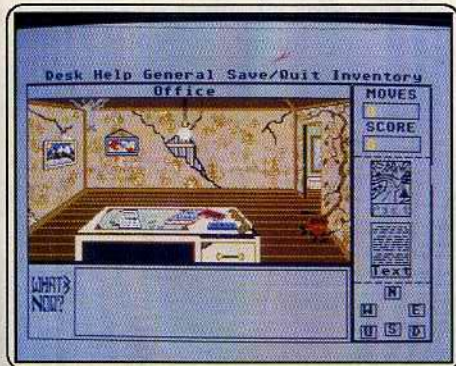 Desk Help General Save/Quit Inventory
Office
MOVES
SCORE
Text
WHAT'S NOW?
N
W E
U S D